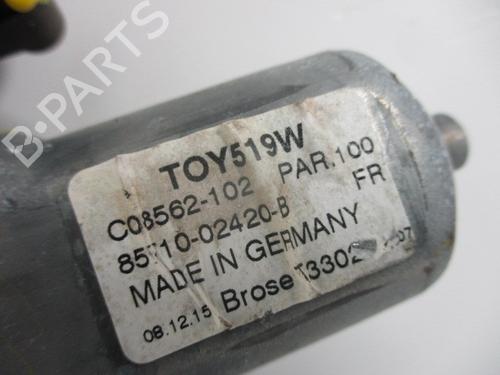 B-PARTS
TOY519W
C08562-102 PAR.100
85710-02420-B FR
MADE IN GERMANY
08.12.15 Brose